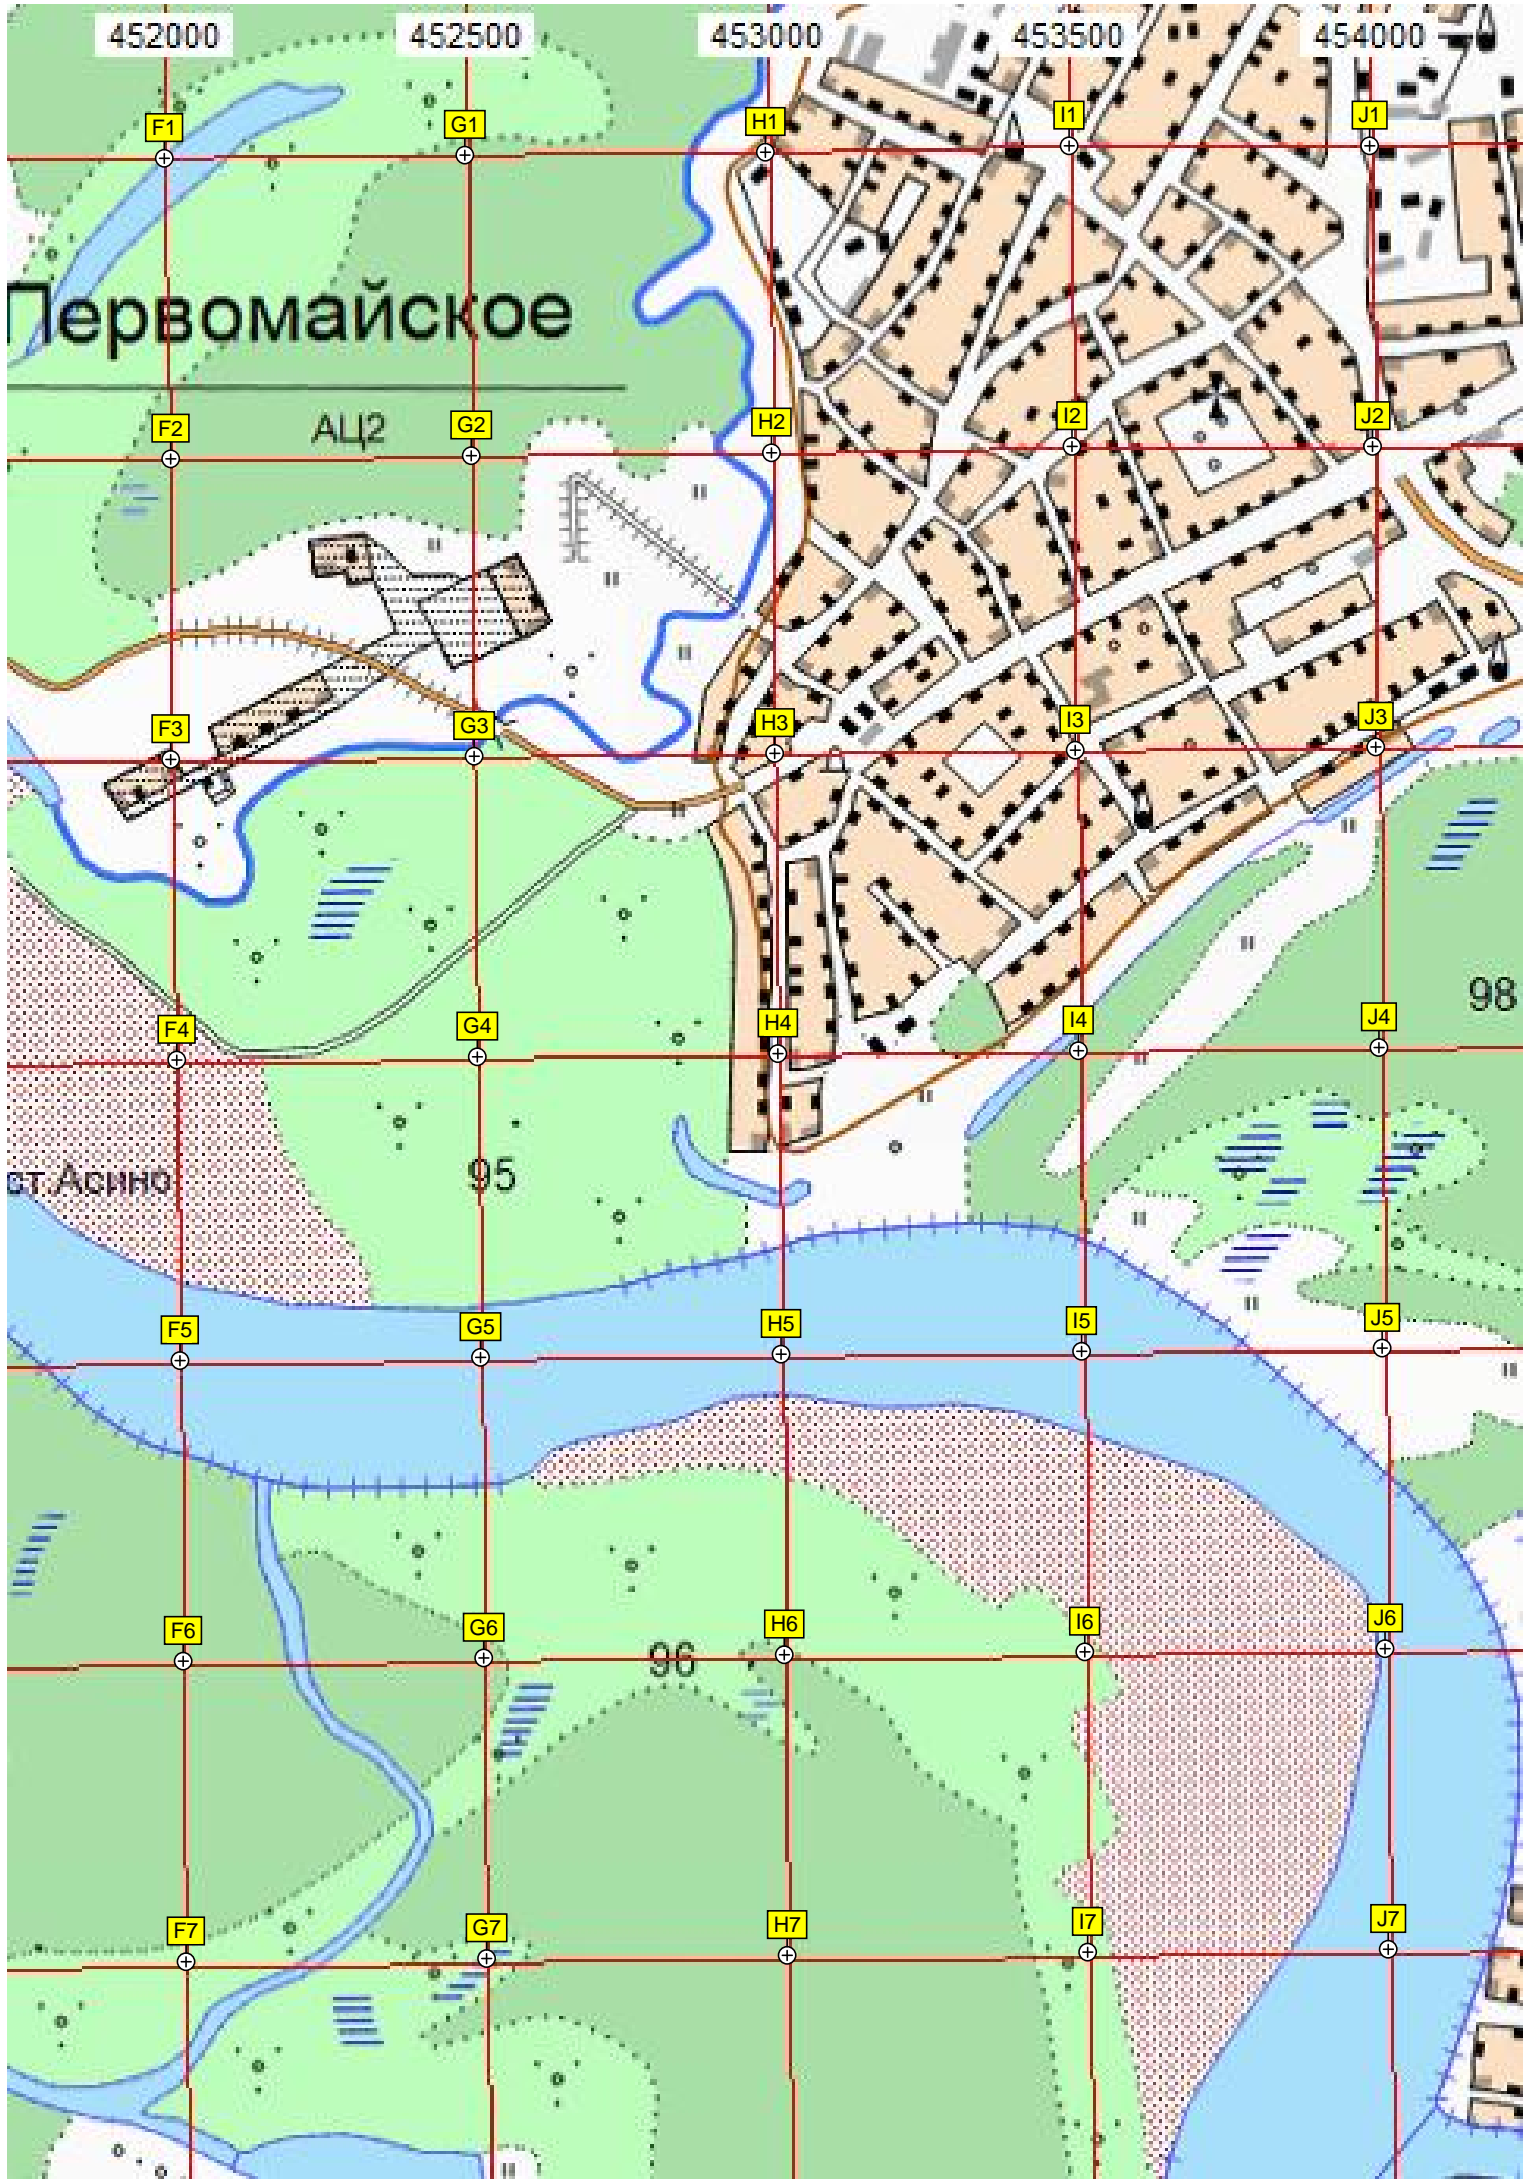 452000 452500 453000 453500 454000
F1 G1 H1 I1 J1
Первомайское
АЦ2
F2 G2 H2 I2 J2
F3 G3 H3 I3 J3
98
F4 G4 H4 I4 J4
95
ст.Асино
F5 G5 H5 I5 J5
F6 G6 H6 I6 J6
96
F7 G7 H7 I7 J7